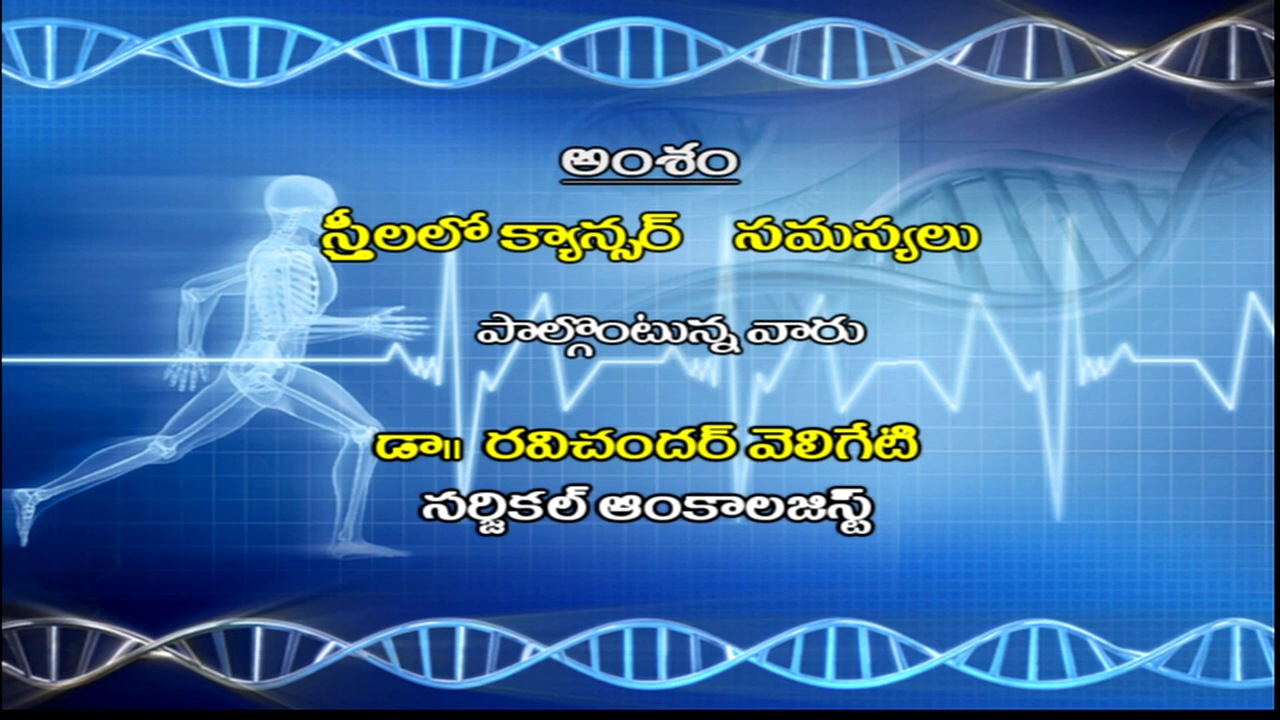 అంశం
స్త్రీలలో క్యాన్సర్ సమస్యలు
పాల్గొంటున్న వారు
డా॥ రవిచందర్ వెలిగేటి
సర్జికల్ ఆంకాలజిస్ట్